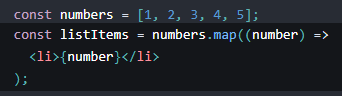 const numbers = [1, 2, 3, 4, 5];
const listItems = numbers.map((number) =>
  <li>{number}</li>
);